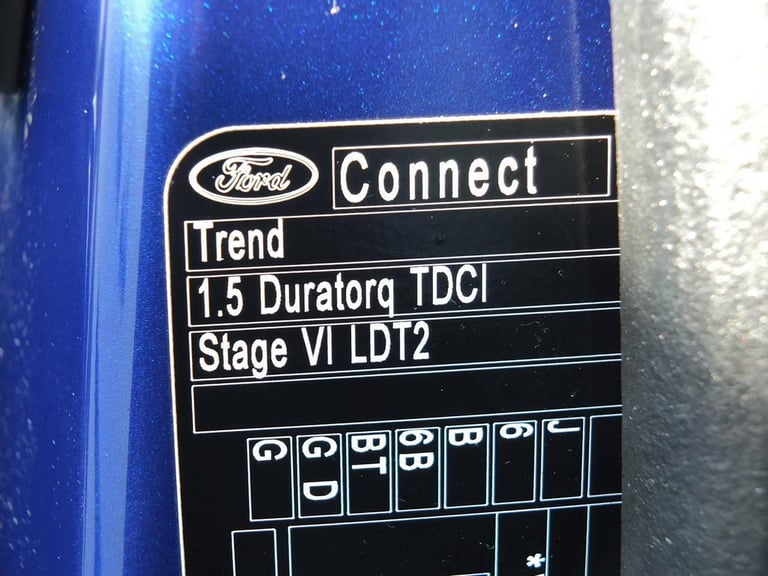 Ford
Connect
Trend
1.5 Duratorq TDCI
Stage VI LDT2
G G D BT 6B B 6 J
*